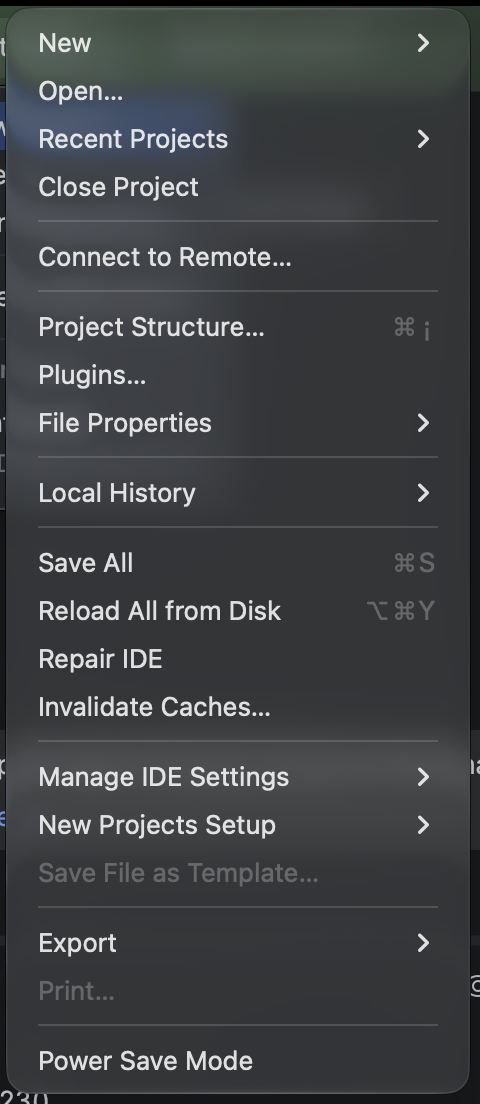 New
Open...
Recent Projects
Close Project
Connect to Remote...
Project Structure... ⌘ ;
Plugins...
File Properties
Local History
Save All ⌘S
Reload All from Disk ⌥⌘Y
Repair IDE
Invalidate Caches...
Manage IDE Settings
New Projects Setup
Save File as Template...
Export
Print...
Power Save Mode